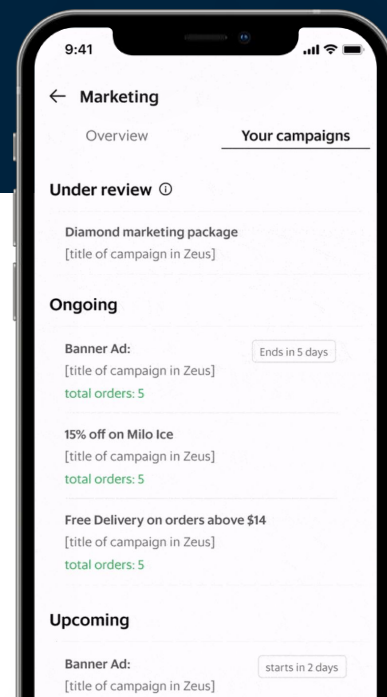 9:41
← Marketing
Overview Your campaigns
Under review
Diamond marketing package
[title of campaign in Zeus]
Ongoing
Banner Ad: Ends in 5 days
[title of campaign in Zeus]
total orders: 5
15% off on Milo Ice
[title of campaign in Zeus]
total orders: 5
Free Delivery on orders above $14
[title of campaign in Zeus]
total orders: 5
Upcoming
Banner Ad: starts in 2 days
[title of campaign in Zeus]